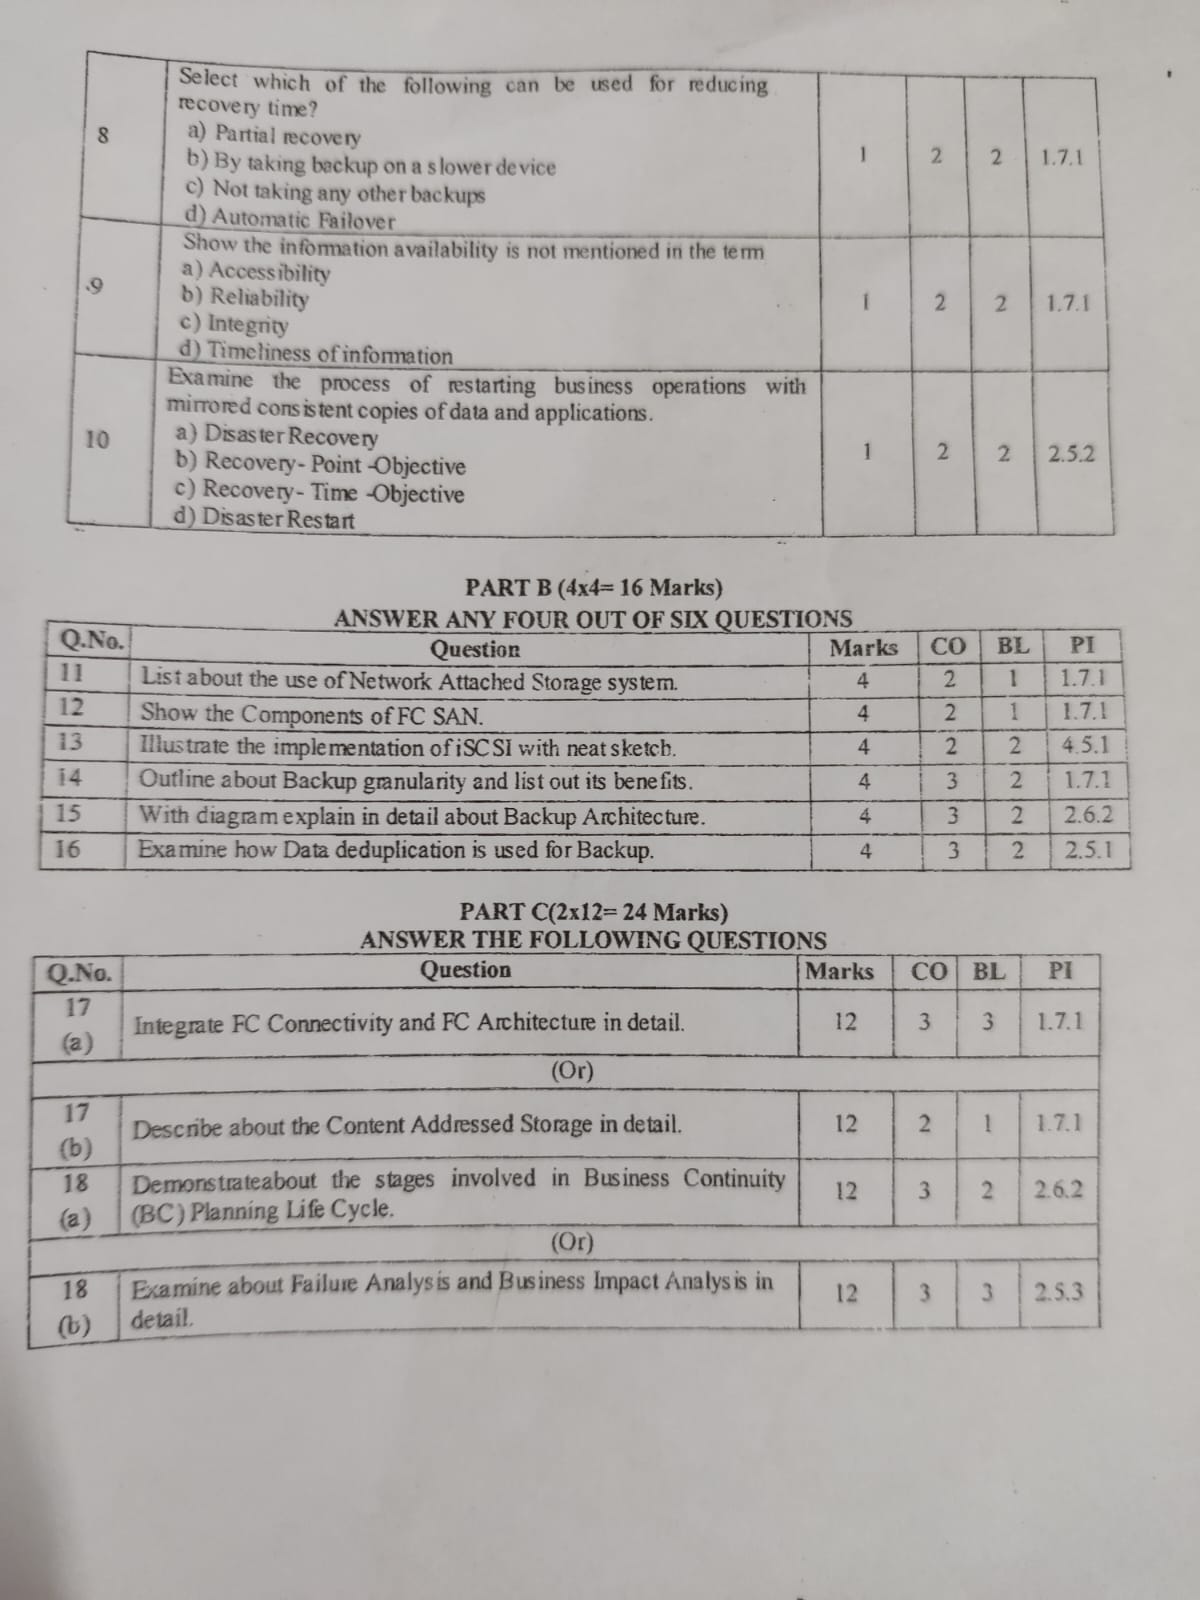 Select which of the following can be used for reducing
recovery time?
8
a) Partial recovery
b) By taking backup on a slower device
c) Not taking any other backups
d) Automatic Failover
1 2 2 1.7.1
Show the information availability is not mentioned in the term
9
a) Accessibility
b) Reliability
c) Integrity
d) Timeliness of information
1 2 2 1.7.1
Examine the process of restarting business operations with
mirrored consistent copies of data and applications.
10
a) Disaster Recovery
b) Recovery- Point -Objective
c) Recovery- Time -Objective
d) Disaster Restart
1 2 2 2.5.2
PART B (4x4= 16 Marks)
ANSWER ANY FOUR OUT OF SIX QUESTIONS
Q.No. Question Marks CO BL PI
11 List about the use of Network Attached Storage system. 4 2 1 1.7.1
12 Show the Components of FC SAN. 4 2 1 1.7.1
13 Illustrate the implementation of iSCSI with neat sketch. 4 2 2 4.5.1
14 Outline about Backup granularity and list out its benefits. 4 3 2 1.7.1
15 With diagram explain in detail about Backup Architecture. 4 3 2 2.6.2
16 Examine how Data deduplication is used for Backup. 4 3 2 2.5.1
PART C(2x12= 24 Marks)
ANSWER THE FOLLOWING QUESTIONS
Q.No. Question Marks CO BL PI
17
(a) Integrate FC Connectivity and FC Architecture in detail. 12 3 3 1.7.1
(Or)
17
(b) Describe about the Content Addressed Storage in detail. 12 2 1 1.7.1
18 Demonstrateabout the stages involved in Business Continuity
(a) (BC) Planning Life Cycle. 12 3 2 2.6.2
(Or)
18 Examine about Failure Analysis and Business Impact Analysis in
(b) detail. 12 3 3 2.5.3